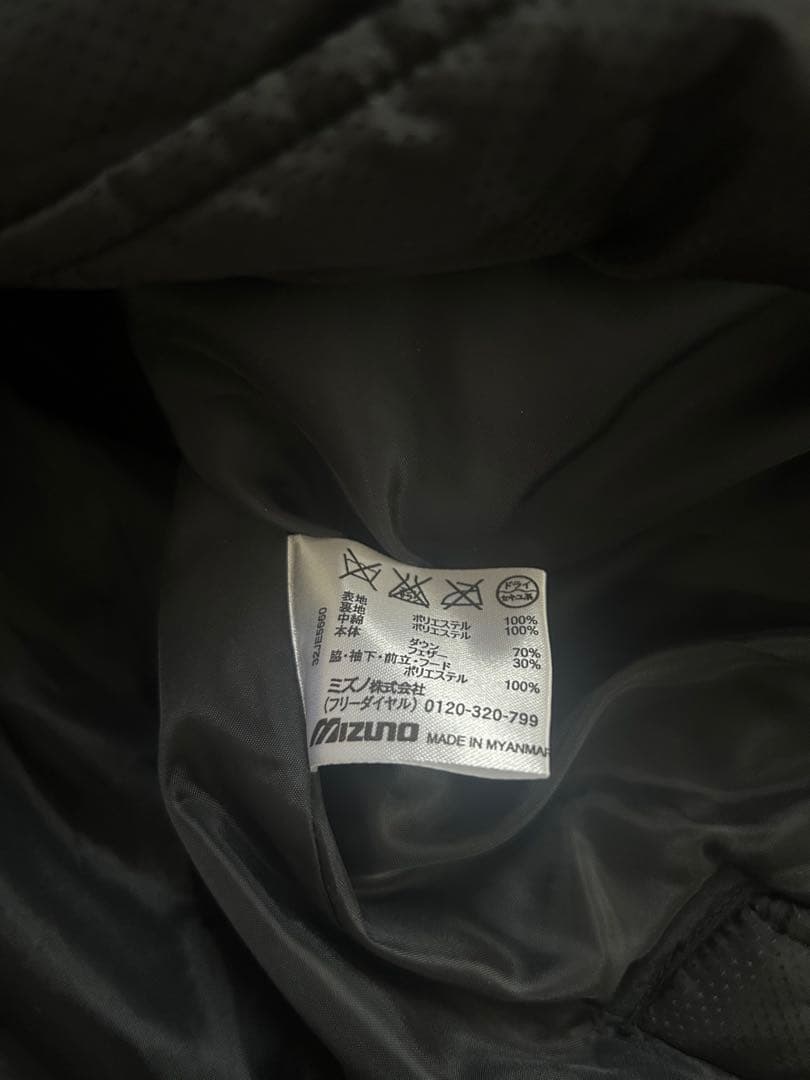 ドライ
セキユ系
表地 ポリエステル 100%
裏地 ポリエステル 100%
中綿
本体 ダウン 70%
フェザー 30%
脇・袖下・前立・フード
ポリエステル 100%
ミズノ株式会社
(フリーダイヤル) 0120-320-799
MIZUNO MADE IN MYANMAR
32JE5660